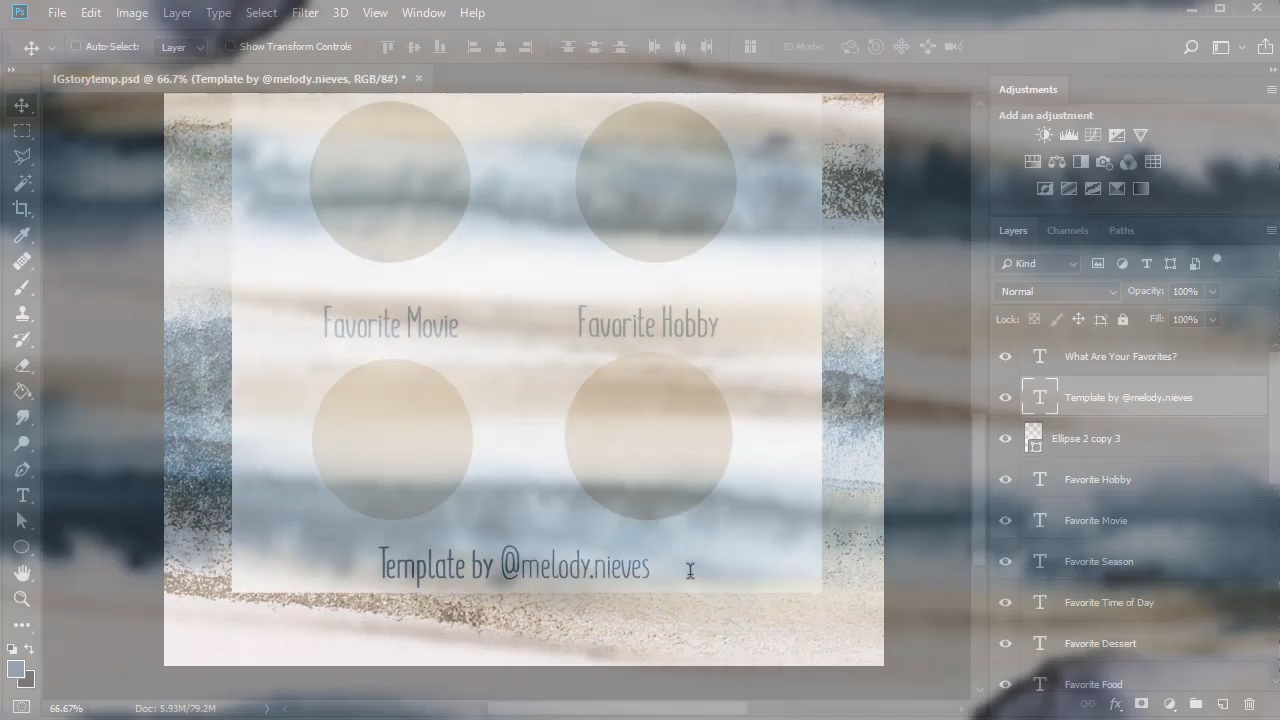 Ps File Edit Image Layer Type Select Filter 3D View Window Help
Auto-Select: Layer Show Transform Controls 3D Mode:
IGstorytemp.psd @ 66.7% (Template by @melody.nieves, RGB/8#) * ×
Adjustments
Add an adjustment
Layers Channels Paths
Kind
Normal Opacity: 100%
Lock: Fill: 100%
What Are Your Favorites?
Template by @melody.nieves
Ellipse 2 copy 3
Favorite Hobby
Favorite Movie
Favorite Season
Favorite Time of Day
Favorite Dessert
Favorite Food
Favorite Movie Favorite Hobby
Template by @melody.nieves
66.67% Doc: 5.93M/79.2M